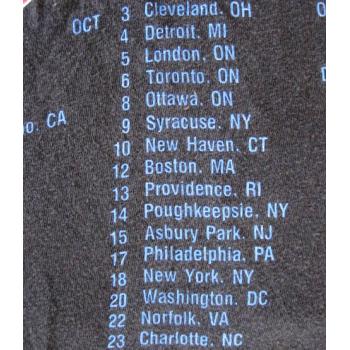 OCT 3 Cleveland, OH
4 Detroit, MI
5 London, ON
6 Toronto, ON
8 Ottawa, ON
o, CA
9 Syracuse, NY
10 New Haven, CT
12 Boston, MA
13 Providence, RI
14 Poughkeepsie, NY
15 Asbury Park, NJ
17 Philadelphia, PA
18 New York, NY
20 Washington, DC
22 Norfolk, VA
23 Charlotte, NC